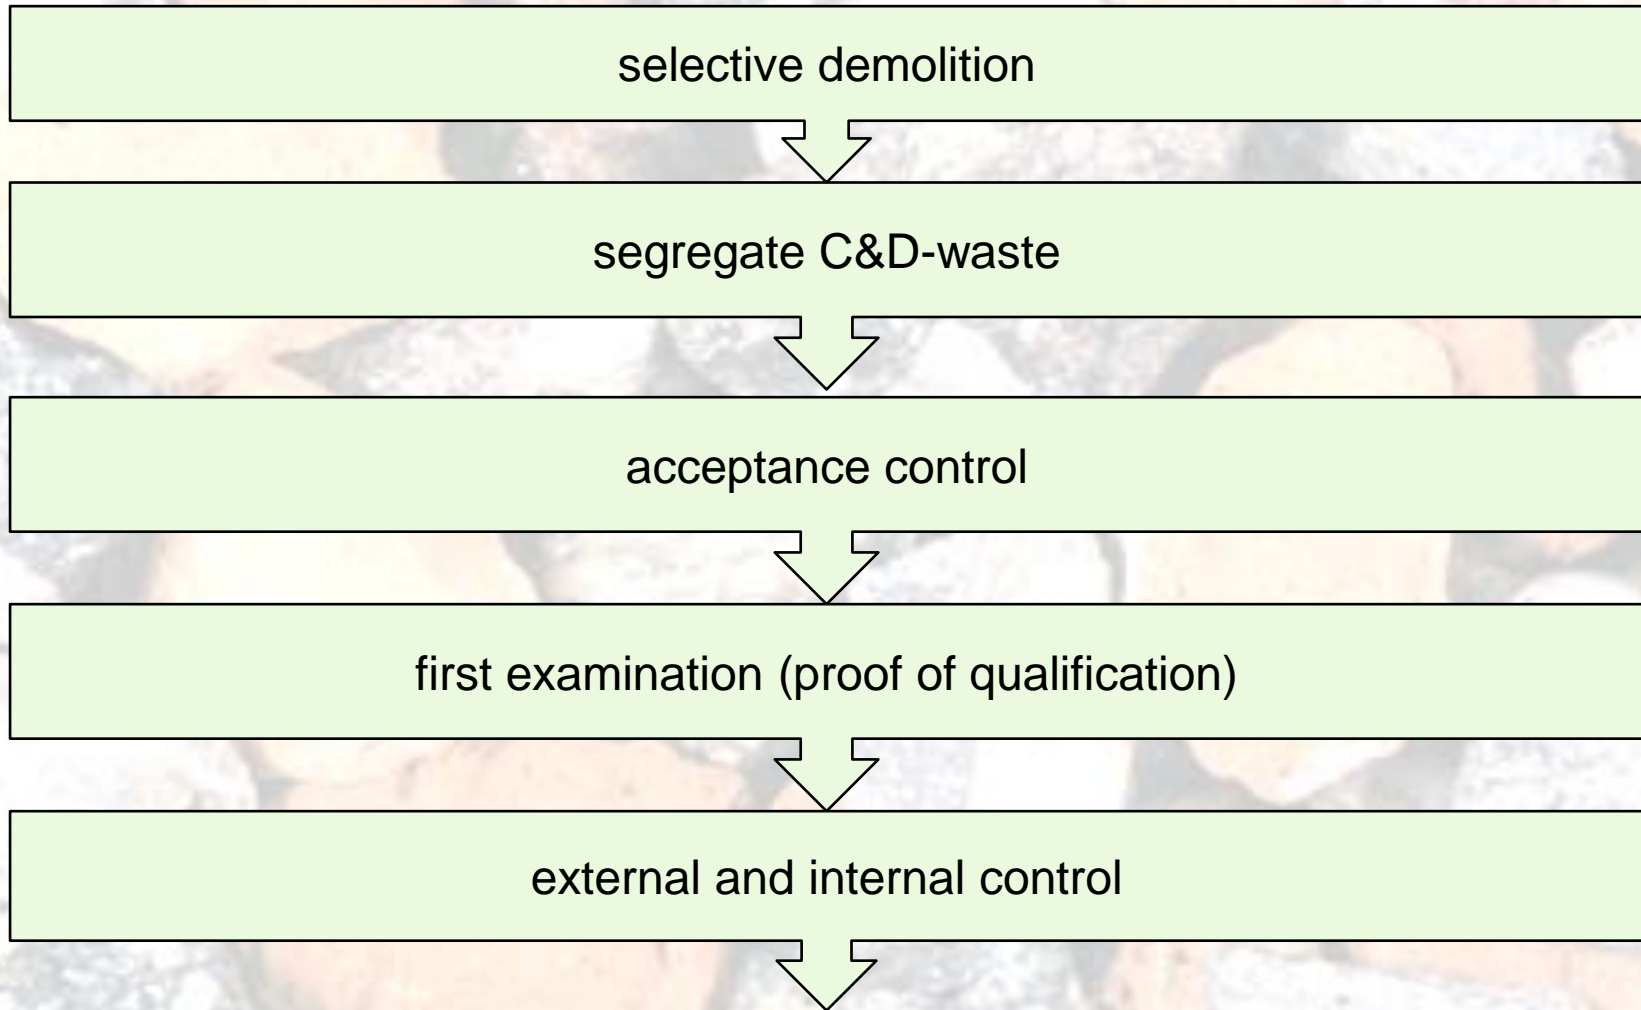 selective demolition
segregate C&D-waste
acceptance control
first examination (proof of qualification)
external and internal control